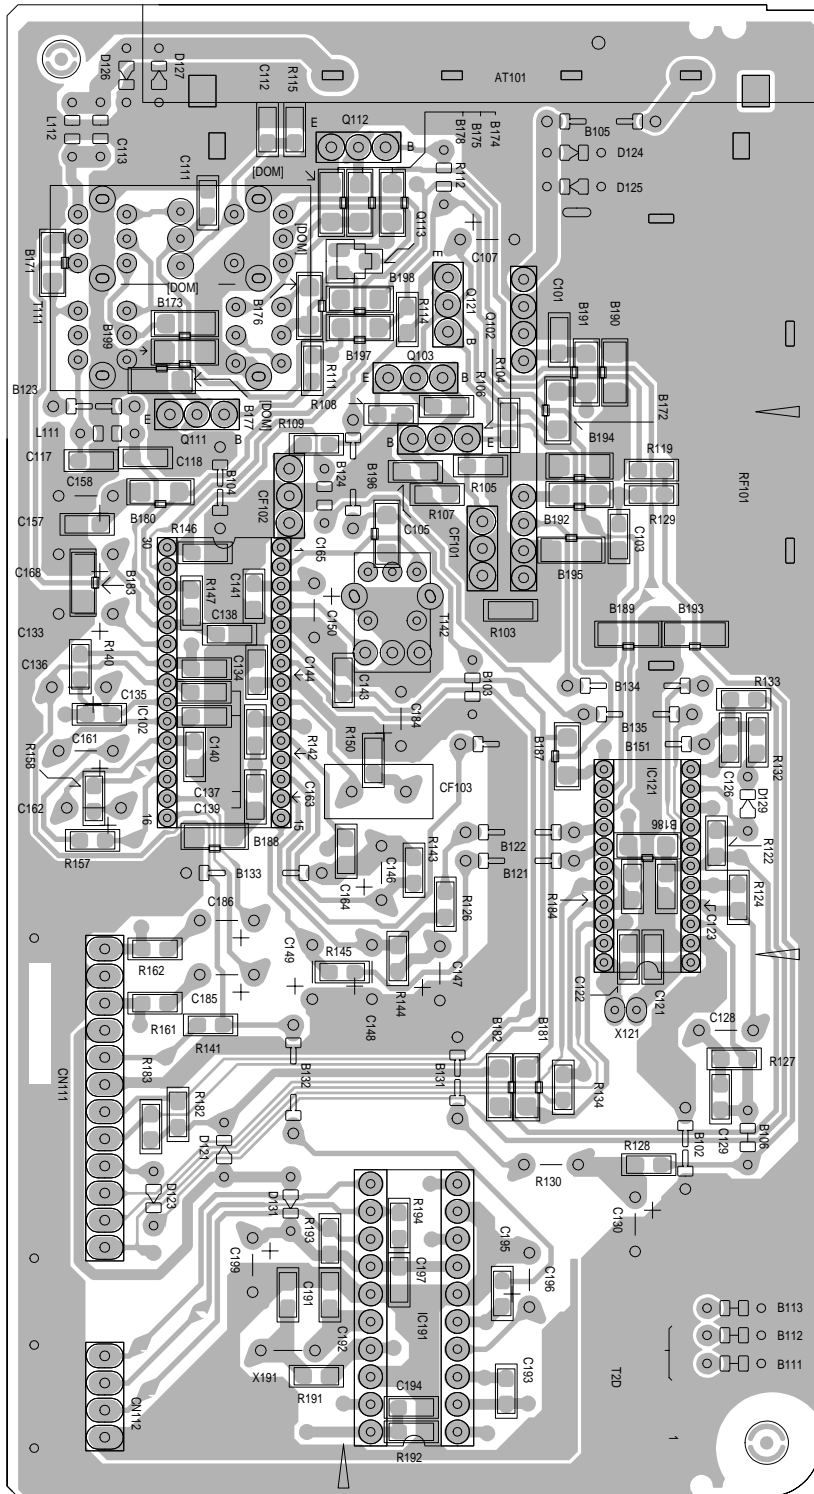 D126
D127
C112
R115
AT101
L112
C113
E
Q112
B
B178
B175
B174
B105
D124
[DOM]
R112
D125
C111
[DOM]
Q113
C107
B171
[DOM]
E
B198
Q121
T111
B173
B199
B176
R114
Q102
C101
B191
B190
B
B197
Q103
R104
B123
R111
E
B
R106
B172
E
Q111
B177
[DOM]
R108
L111
B
R109
B
E
B194
C117
C118
B104
CF102
B124
B196
R105
R119
RF101
C158
R107
B180
C157
C105
CF101
B192
R129
R146
C103
30
1
C165
B195
C168
B183
R147
C141
C138
C150
T142
R103
B189
B193
C133
R140
C136
C134
C144
C143
B103
B134
R133
C135
IC102
C184
B135
C161
R158
C140
R142
R150
B187
B151
IC121
C126
R132
C137
C163
CF103
D129
C162
C139
16
15
B186
R157
B188
B122
R122
B133
C146
R143
B121
C164
R126
R184
R124
C186
C123
R162
C149
R145
C147
C185
R144
C122
C121
R161
C148
X121
C128
R141
B182
B181
CN111
R183
B132
B131
R127
R182
R134
D121
C129
B102
B106
R128
D123
D131
R130
R194
R193
C130
C199
C195
C197
C196
C191
IC191
B113
C192
B112
X191
T2D
B111
R191
C193
CN112
C194
1
R192